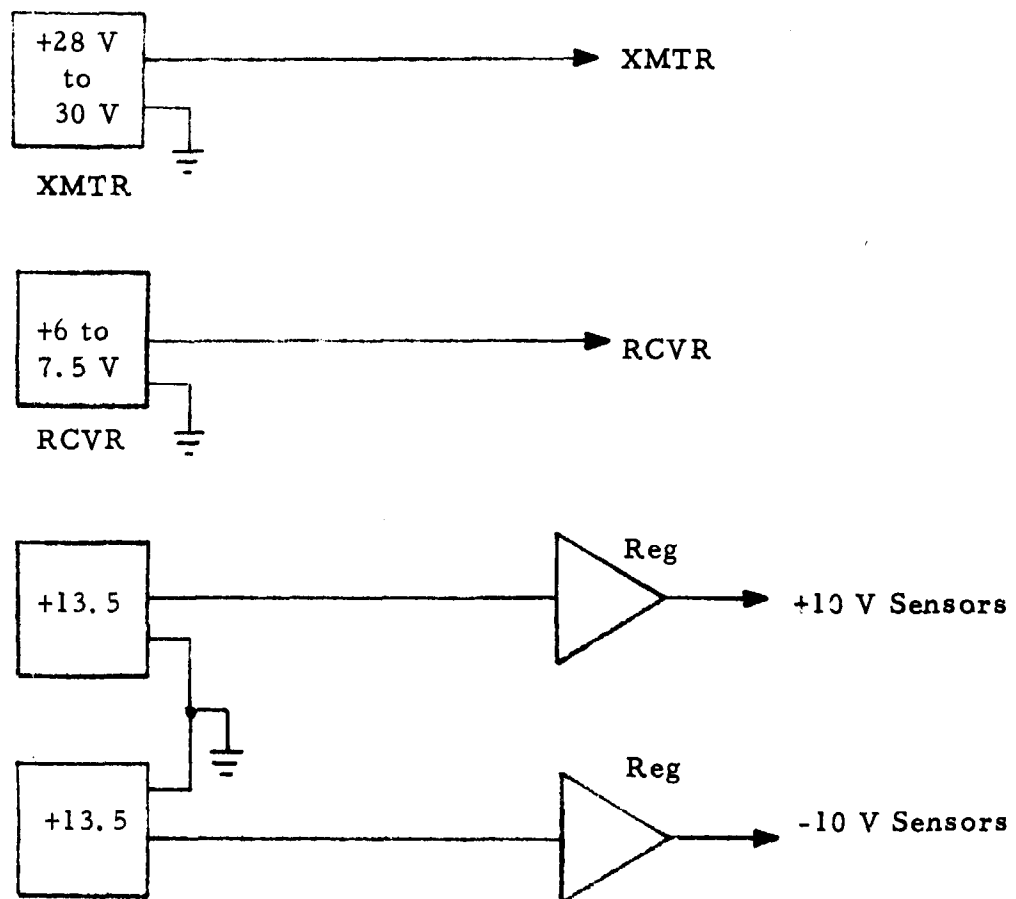 +28 V
to
30 V
XMTR
XMTR
+6 to
7.5 V
RCVR
RCVR
+13.5
Reg
+10 V Sensors
+13.5
Reg
-10 V Sensors